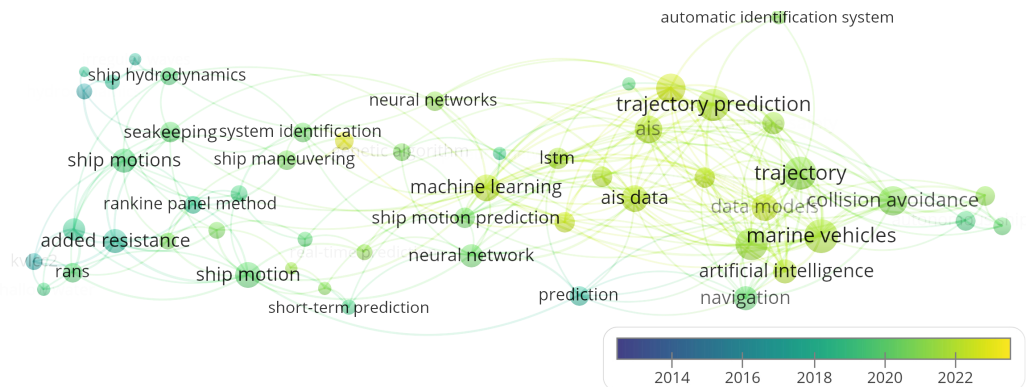 automatic identification system
ship hydrodynamics
neural networks
trajectory prediction
ais
seakeeping
system identification
ship motions
ship maneuvering
genetic algorithm
lstm
trajectory
machine learning
ais data
rankine panel method
data models
collision avoidance
ship motion prediction
added resistance
marine vehicles
neural network
rans
ship motion
artificial intelligence
prediction
navigation
short-term prediction
2014
2016
2018
2020
2022